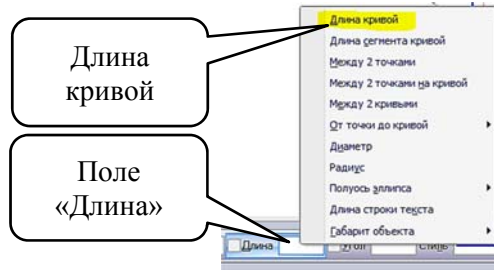 Длина
кривой
Поле
«Длина»
Длина кривой
Длина сегмента кривой
Между 2 точками
Между 2 точками на кривой
Между 2 кривыми
От точки до кривой
Диаметр
Радиус
Полуось эллипса
Длина строки текста
Габарит объекта
Длина
Угол
Стиль